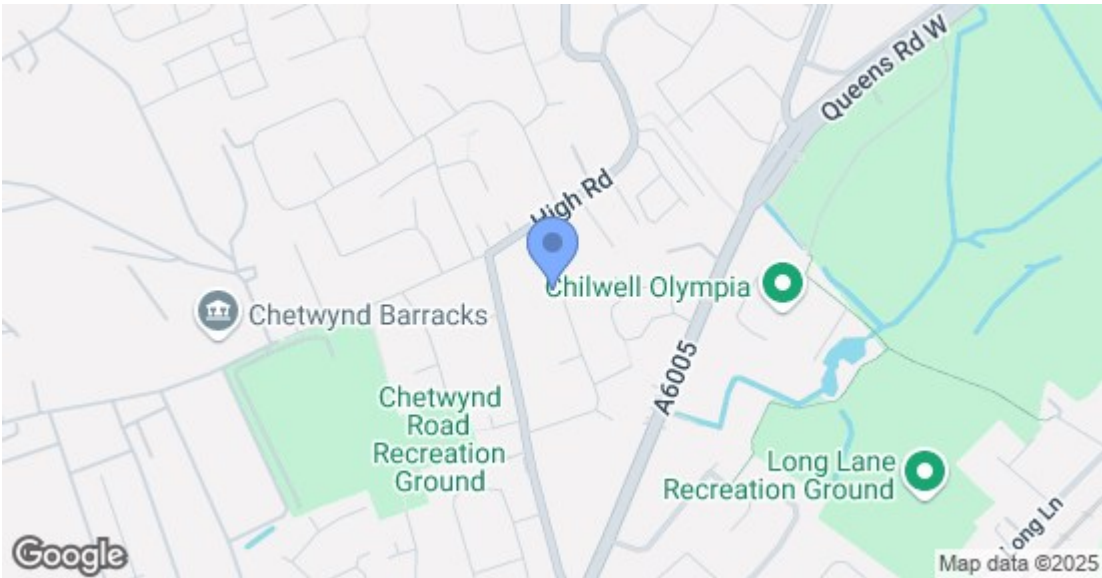 Queens Rd W
High Rd
Chilwell Olympia
Chetwynd Barracks
A6005
Chetwynd
Road
Recreation
Ground
Long Lane
Recreation Ground
Long Ln
Google
Map data ©2025